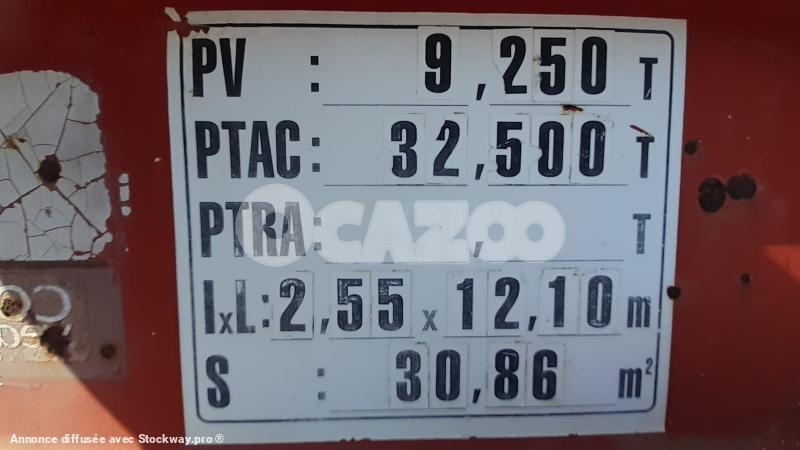 PV : 9,250 T
PTAC: 32,500 T
PTRA: , T
CAZOO
lxL: 2,55 x 12,10 m
S : 30,86 m²
Annonce diffusée avec Stockway.pro®